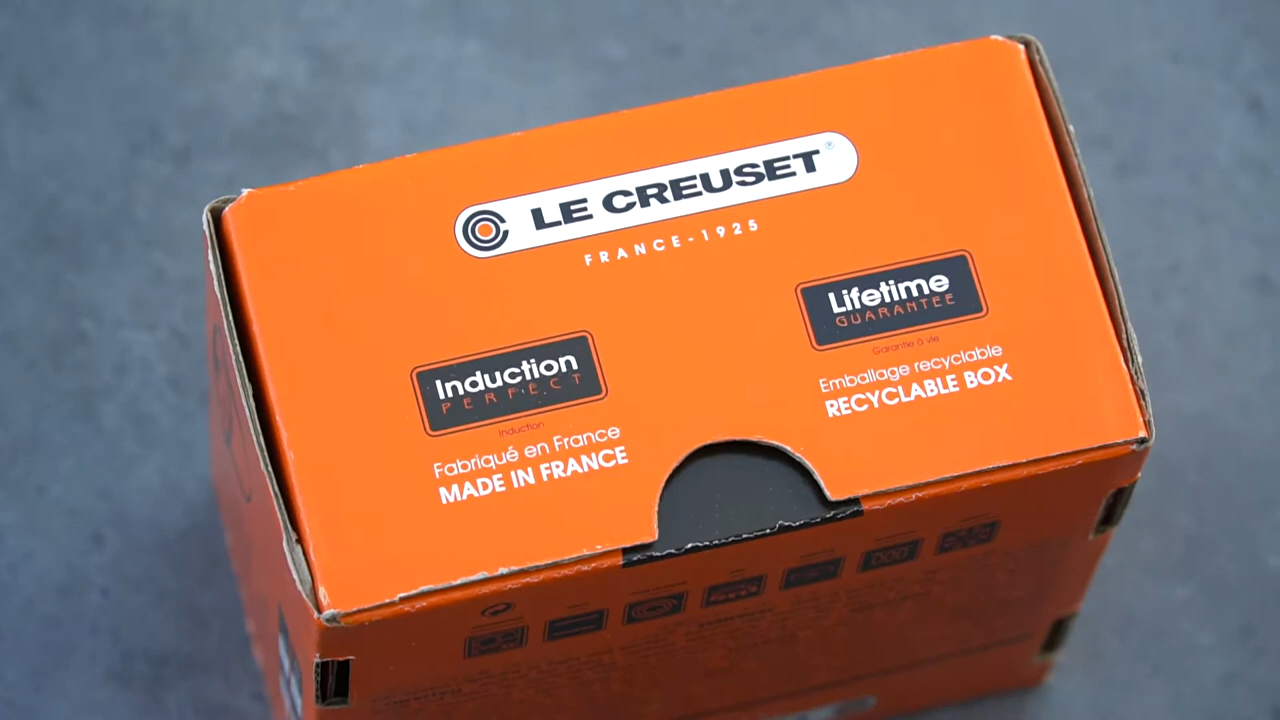 LE CREUSET®
FRANCE-1925
Lifetime
GUARANTEE
Garantie à vie
Emballage recyclable
RECYCLABLE BOX
Induction
PERFECT
Induction
Fabriqué en France
MADE IN FRANCE